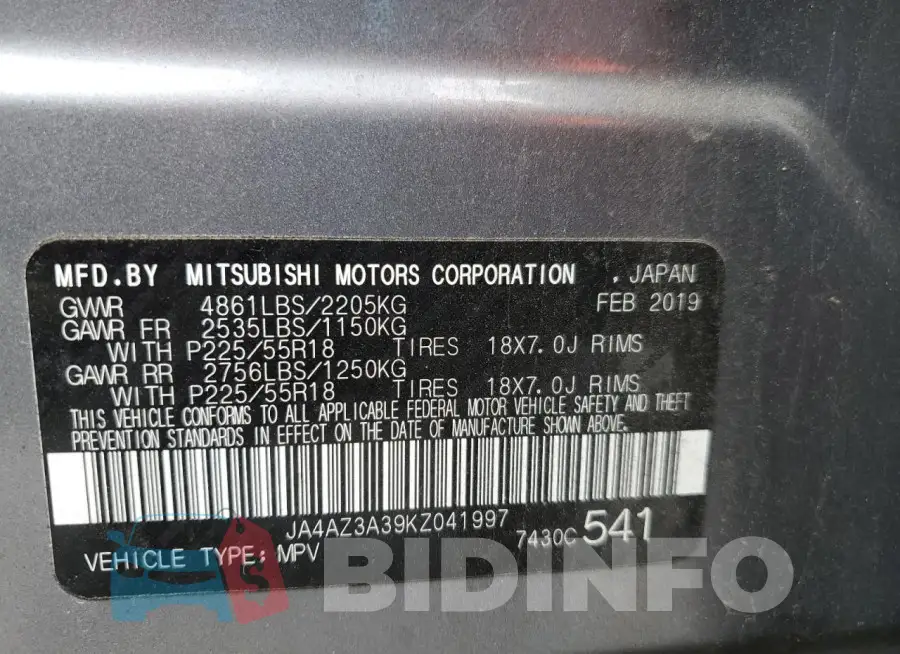 MFD.BY MITSUBISHI MOTORS CORPORATION . JAPAN
GVWR 4861LBS/2205KG FEB 2019
GAWR FR 2535LBS/1150KG
WITH P225/55R18 TIRES 18X7.0J RIMS
GAWR RR 2756LBS/1250KG
WITH P225/55R18 TIRES 18X7.0J RIMS
THIS VEHICLE CONFORMS TO ALL APPLICABLE FEDERAL MOTOR VEHICLE SAFETY AND THEFT
PREVENTION STANDARDS IN EFFECT ON THE DATE OF MANUFACTURE SHOWN ABOVE.
JA4AZ3A39KZ041997 7430C 541
VEHICLE TYPE: MPV
$ BIDINFO